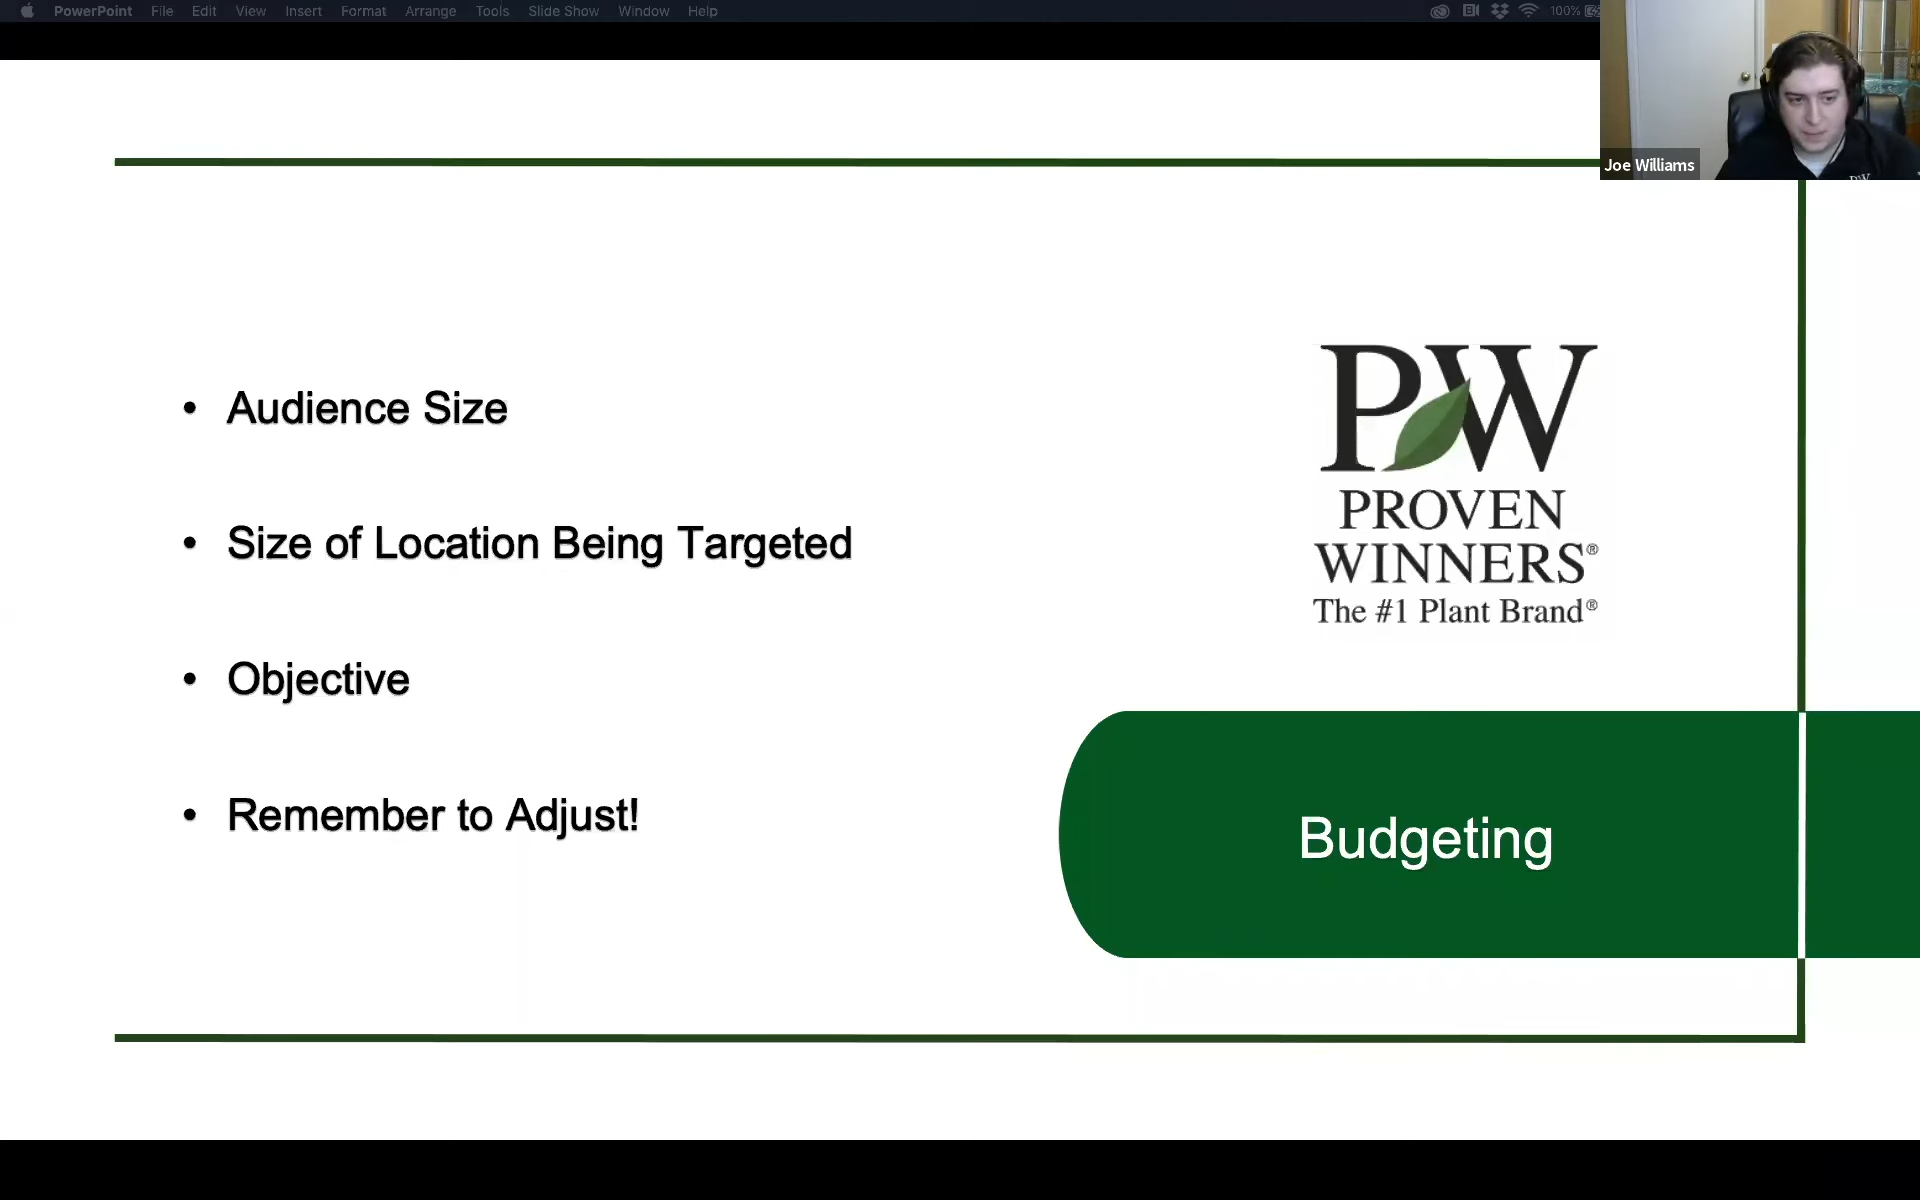 PowerPoint File Edit View Insert Format Arrange Tools Slide Show Window Help 100%
Joe Williams
PW
• Audience Size
• Size of Location Being Targeted
• Objective
• Remember to Adjust!
PW
PROVEN
WINNERS®
The #1 Plant Brand®
Budgeting